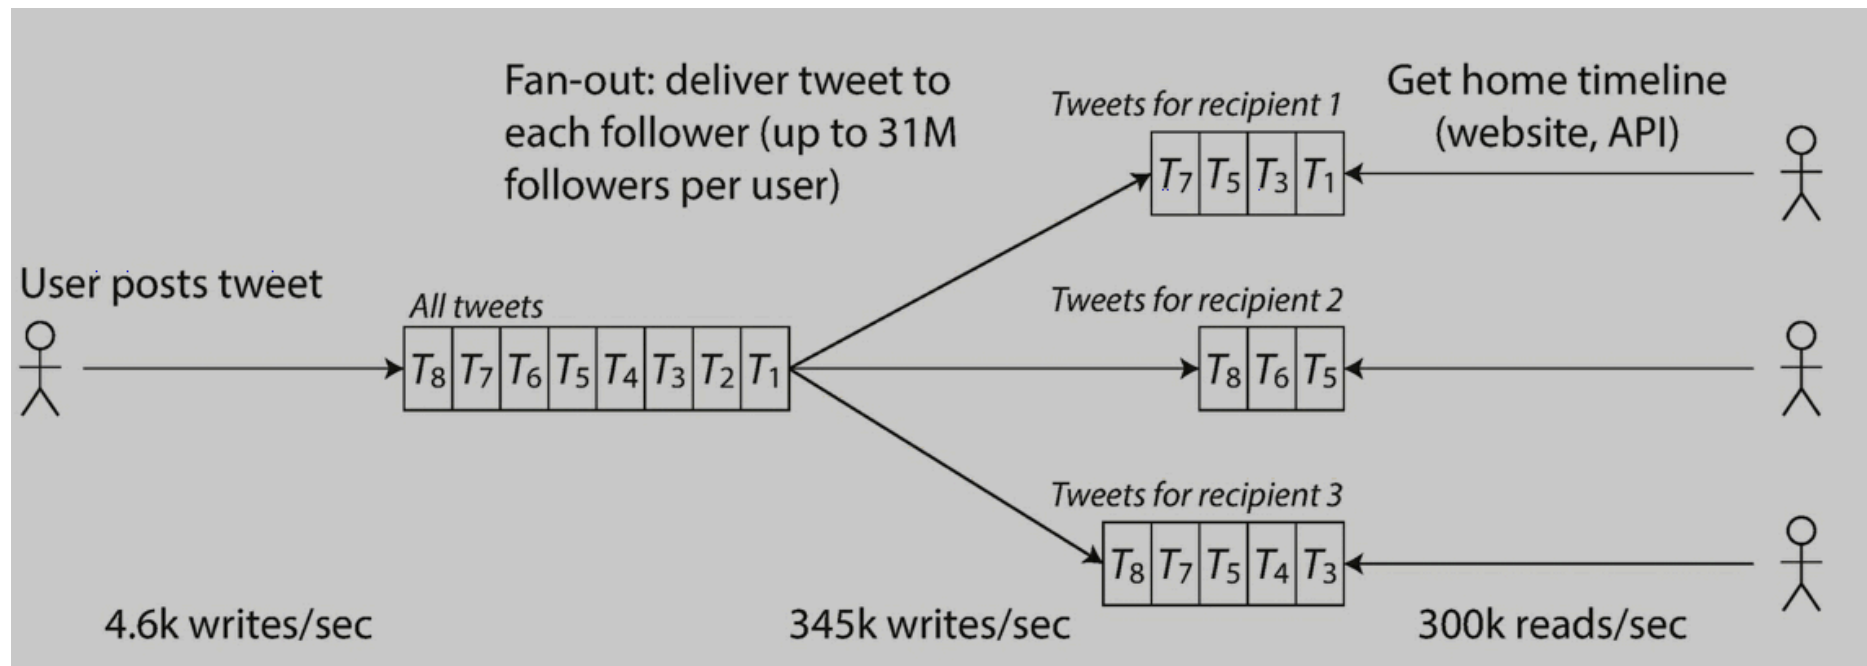 Fan-out: deliver tweet to
each follower (up to 31M
followers per user)
Tweets for recipient 1
Get home timeline
(website, API)
T7 T5 T3 T1
User posts tweet
All tweets
T8 T7 T6 T5 T4 T3 T2 T1
Tweets for recipient 2
T8 T6 T5
Tweets for recipient 3
T8 T7 T5 T4 T3
4.6k writes/sec
345k writes/sec
300k reads/sec